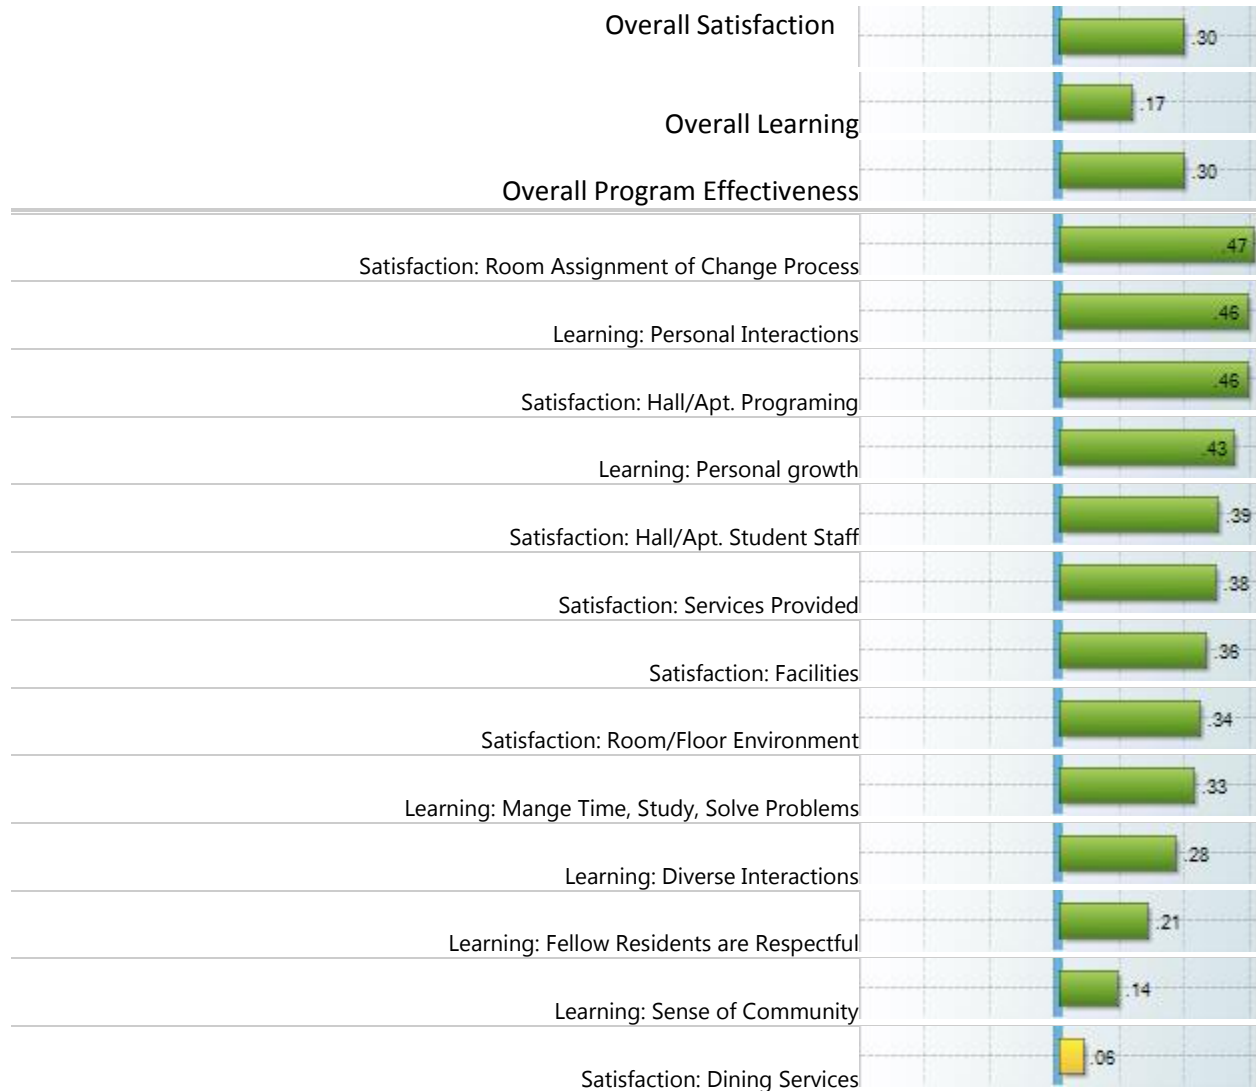 Overall Satisfaction .30
Overall Learning .17
Overall Program Effectiveness .30
Satisfaction: Room Assignment of Change Process .47
Learning: Personal Interactions .46
Satisfaction: Hall/Apt. Programing .46
Learning: Personal growth .43
Satisfaction: Hall/Apt. Student Staff .39
Satisfaction: Services Provided .38
Satisfaction: Facilities .36
Satisfaction: Room/Floor Environment .34
Learning: Mange Time, Study, Solve Problems .33
Learning: Diverse Interactions .28
Learning: Fellow Residents are Respectful .21
Learning: Sense of Community .14
Satisfaction: Dining Services .06